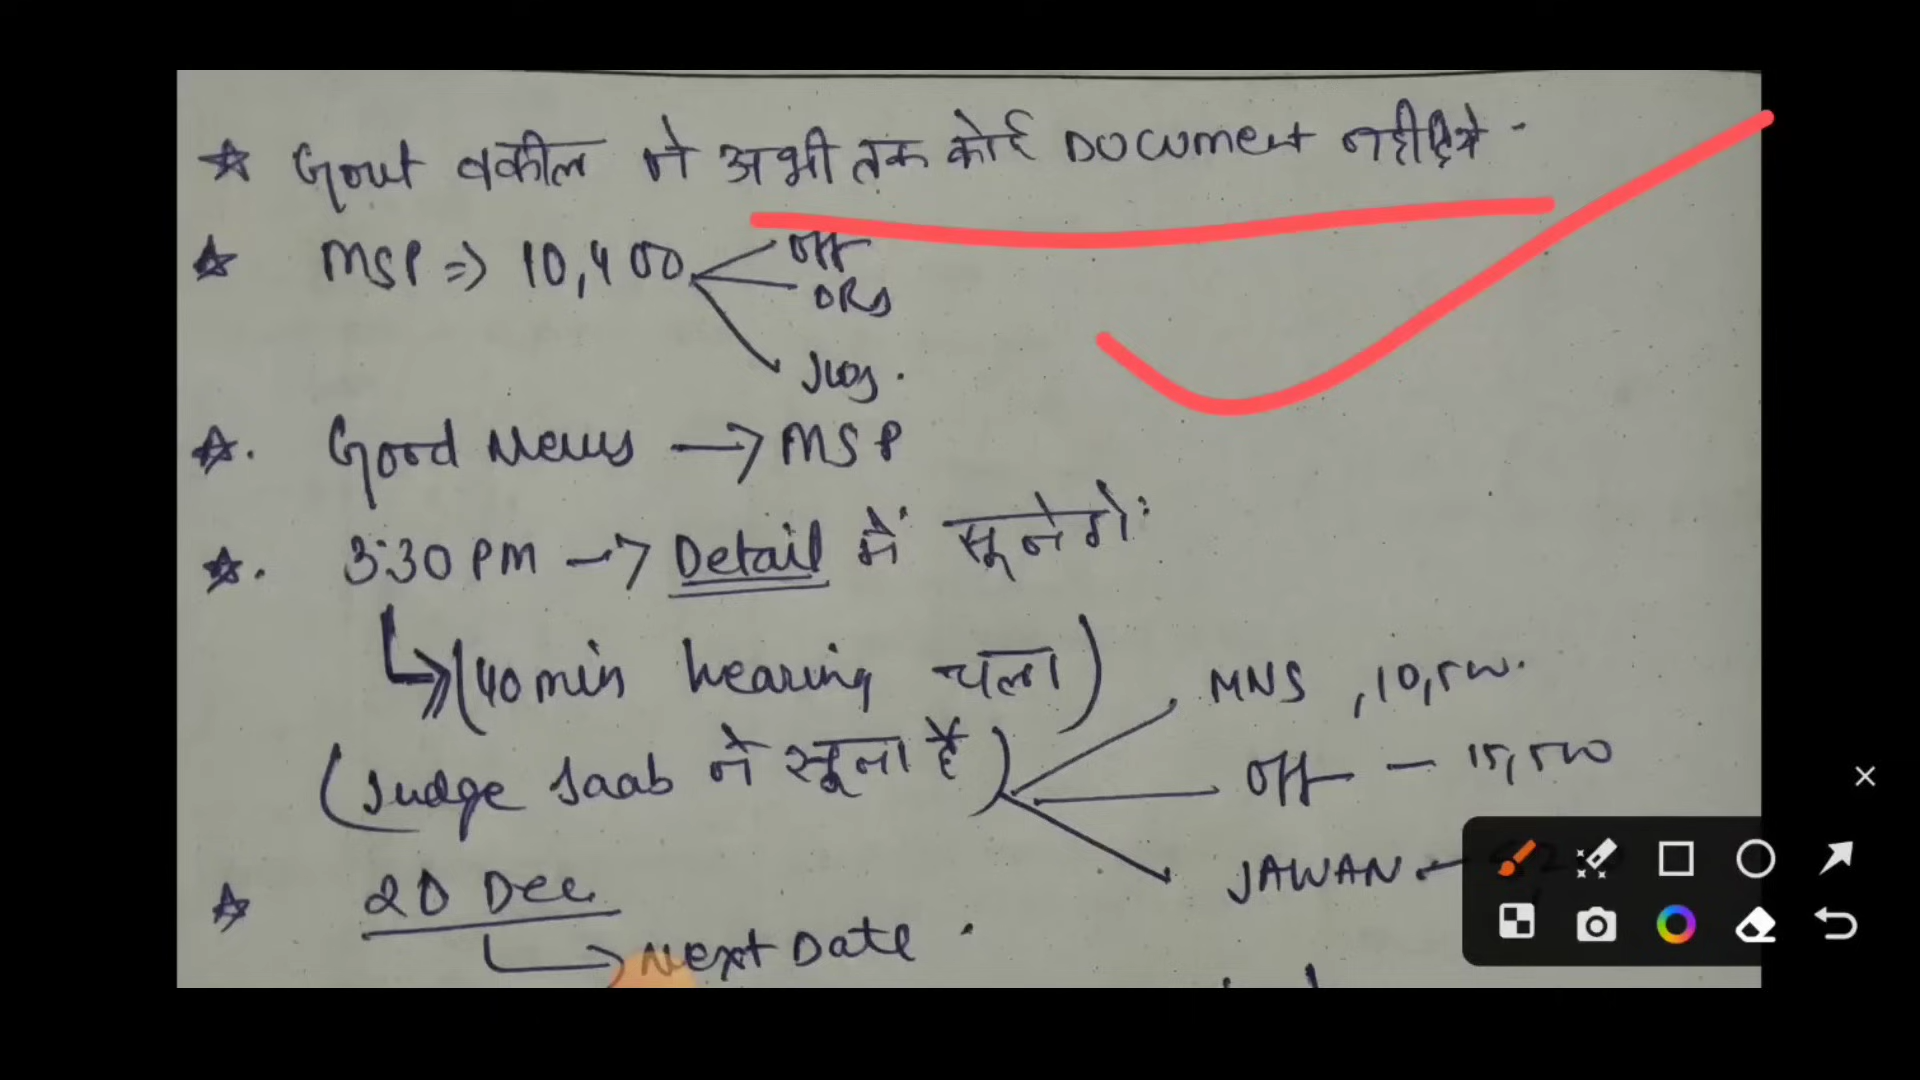 ☆ Govt वकील ने अभी तक कोई Document नही दिये -
☆ MSP => 10,400
Off
ORs
JCOs.
☆. Good News → MSP
☆. 3:30 PM → Detail में सूनेगे
(40 min hearing चला)
(Judge Saab ने सूना है)
MNS, 10,
Off - 15,500
JAWAN -
☆ 20 Dec
Next Date .